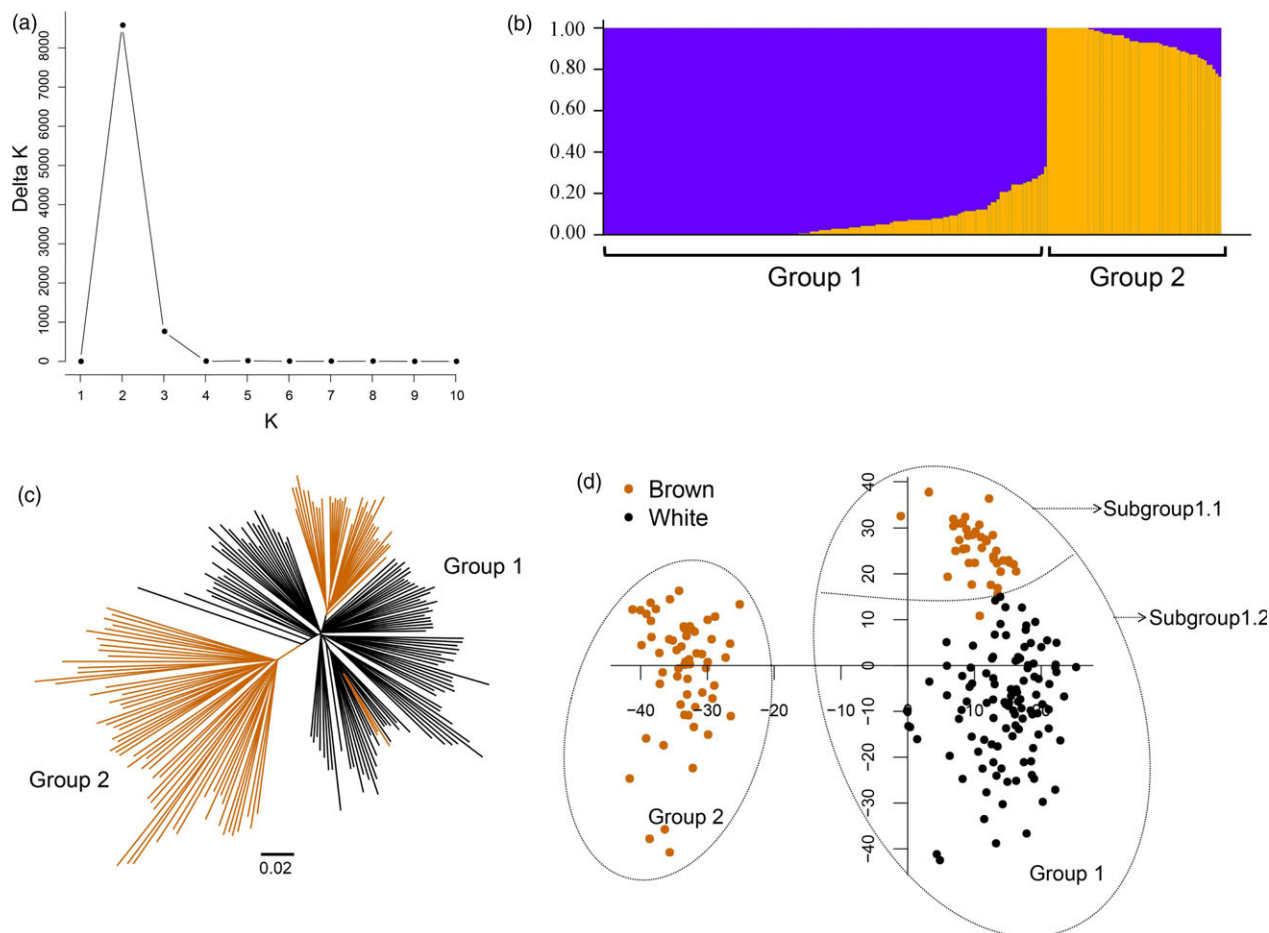 (a)
Delta K
8000
7000
6000
5000
4000
3000
2000
1000
0
1 2 3 4 5 6 7 8 9 10
K
(b)
1.00
0.80
0.60
0.40
0.20
0.00
Group 1 Group 2
(c)
Group 1
Group 2
0.02
(d)
Brown
White
40
30
20
10
0
-10
-20
-30
-40
-40 -30 -20 -10 0 10 20
Subgroup1.1
Subgroup1.2
Group 2
Group 1